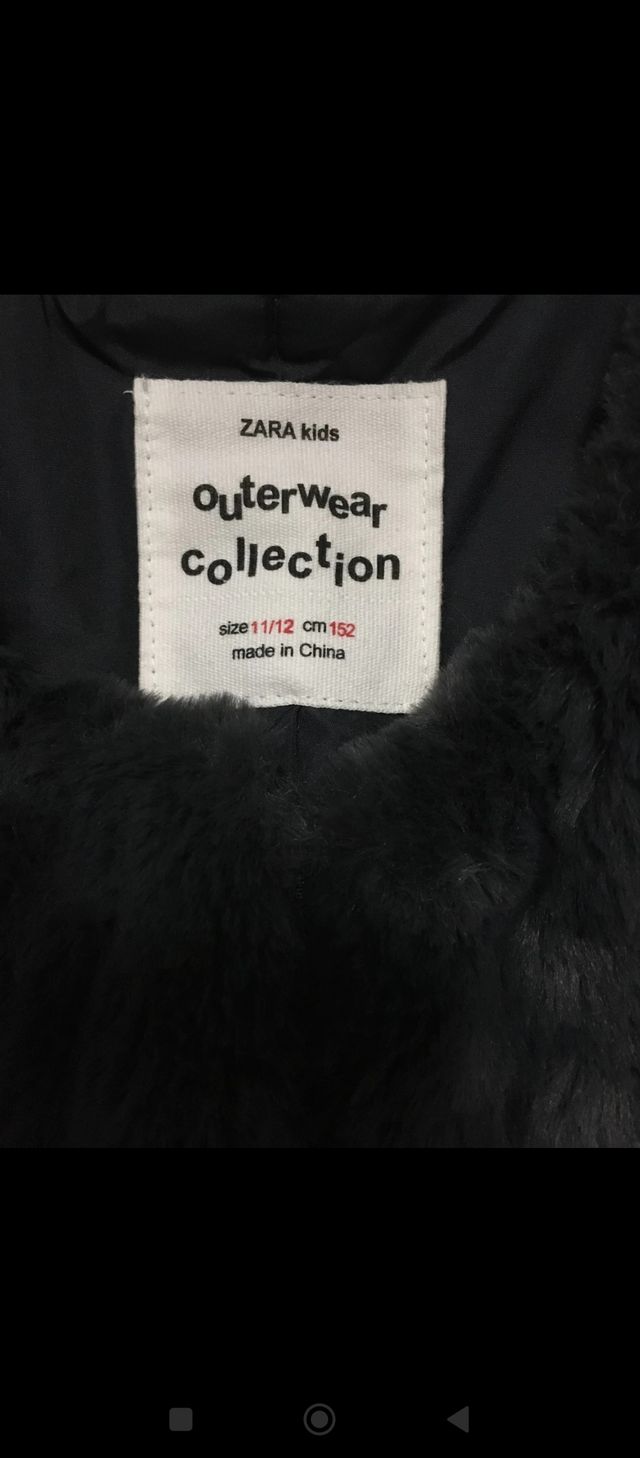 ZARA kids
outerwear
collection
size 11/12 cm 152
made in China